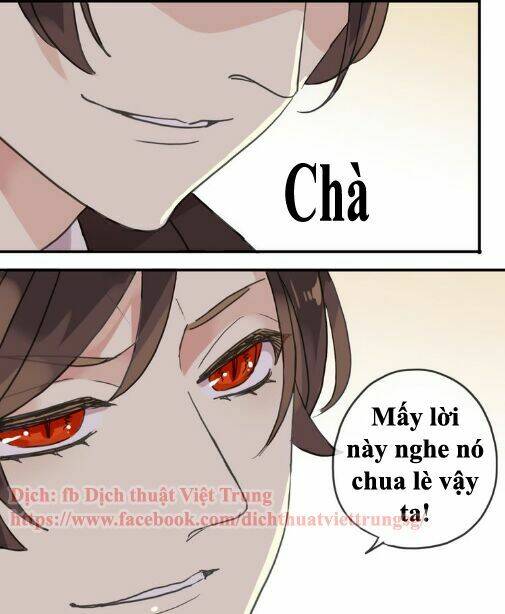 Chà
Mấy lời
này nghe nó
chua lè vậy
ta!
Dịch: fb Dịch thuật Việt Trung
https://www.facebook.com/dichthuatviettrung/